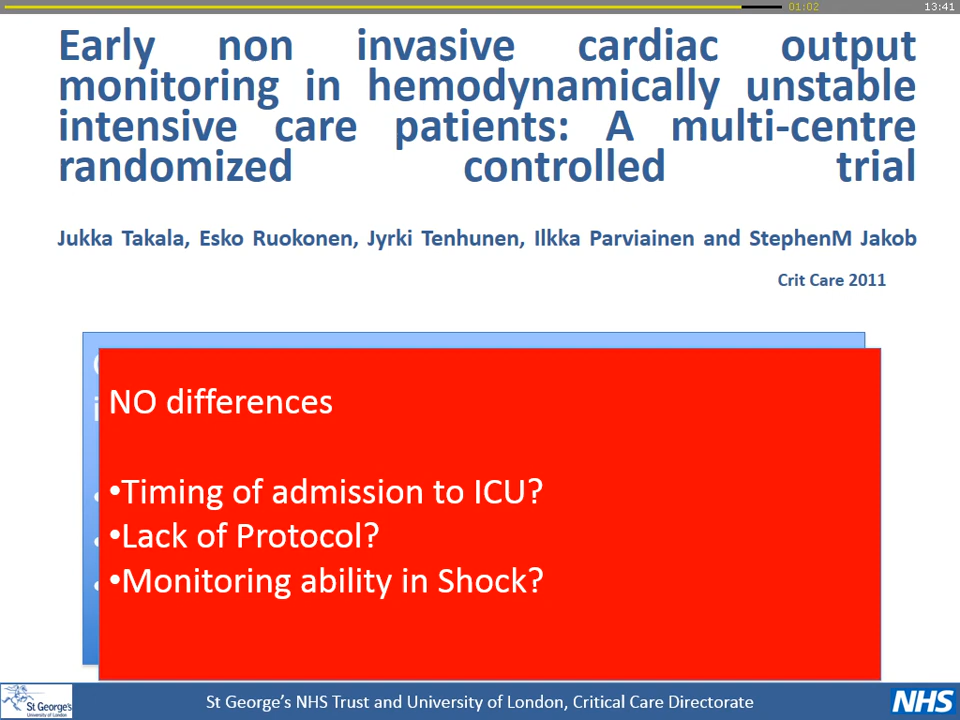 01:02
13:41
Early non invasive cardiac output
monitoring in hemodynamically unstable
intensive care patients: A multi-centre
randomized controlled trial
Jukka Takala, Esko Ruokonen, Jyrki Tenhunen, Ilkka Parviainen and StephenM Jakob
Crit Care 2011
NO differences
•Timing of admission to ICU?
•Lack of Protocol?
•Monitoring ability in Shock?
St George's
University of London
St George’s NHS Trust and University of London, Critical Care Directorate
NHS